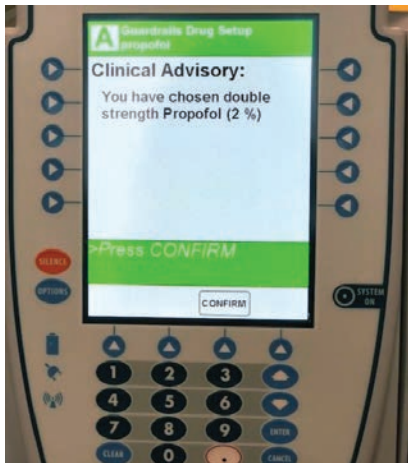 A
Guardrails Drug Setup
propofol
Clinical Advisory:
You have chosen double
strength Propofol (2 %)
>Press CONFIRM
CONFIRM
SILENCE
OPTIONS
SYSTEM
ON
1 2 3
4 5 6
7 8 9 ENTER
CLEAR 0 . CANCEL